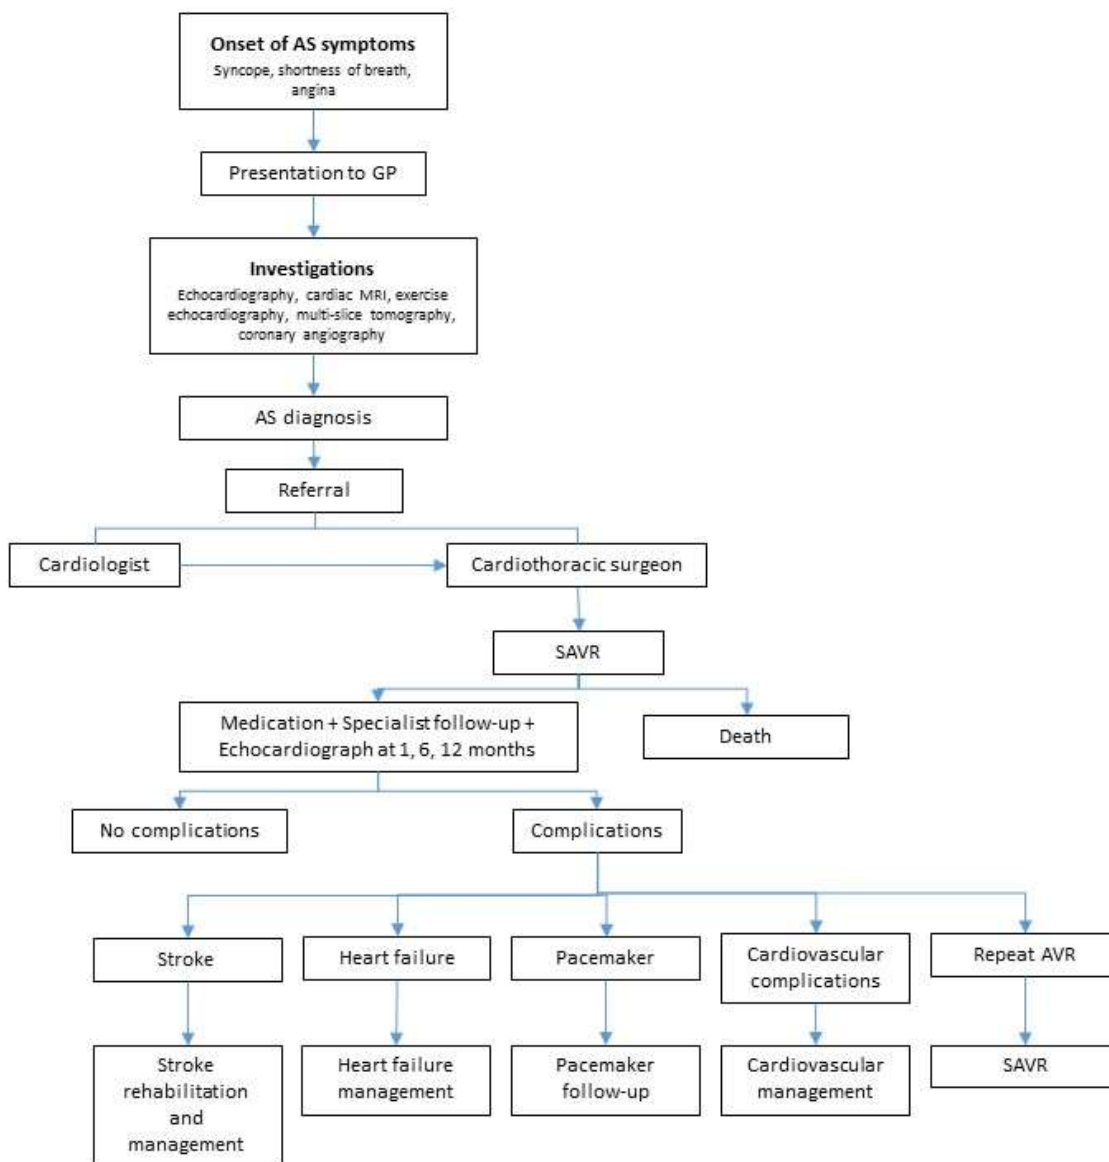 Onset of AS symptoms
Syncope, shortness of breath,
angina
Presentation to GP
Investigations
Echocardiography, cardiac MRI, exercise
echocardiography, multi-slice tomography,
coronary angiography
AS diagnosis
Referral
Cardiologist
Cardiothoracic surgeon
SAVR
Medication + Specialist follow-up +
Echocardiograph at 1, 6, 12 months
Death
No complications
Complications
Stroke
Heart failure
Pacemaker
Cardiovascular
complications
Repeat AVR
Stroke
rehabilitation
and
management
Heart failure
management
Pacemaker
follow-up
Cardiovascular
management
SAVR